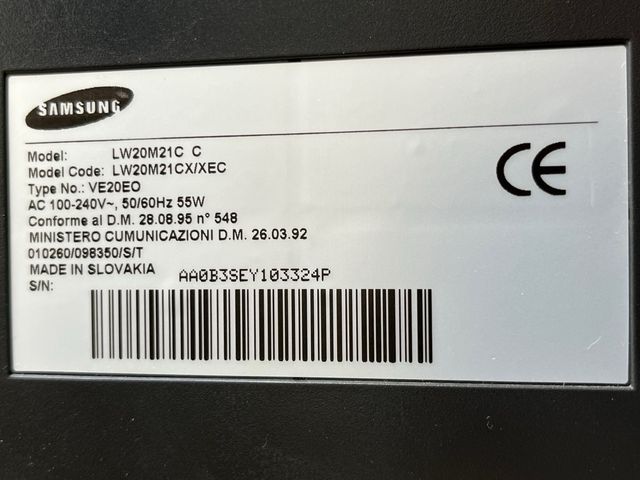 SAMSUNG
Model: LW20M21C C
Model Code: LW20M21CX/XEC
Type No.: VE20EO
AC 100-240V~, 50/60Hz 55W
Conforme al D.M. 28.08.95 n° 548
MINISTERO CUMUNICAZIONI D.M. 26.03.92
010260/098350/S/T
MADE IN SLOVAKIA
S/N: AA0B3SEY103324P
CE